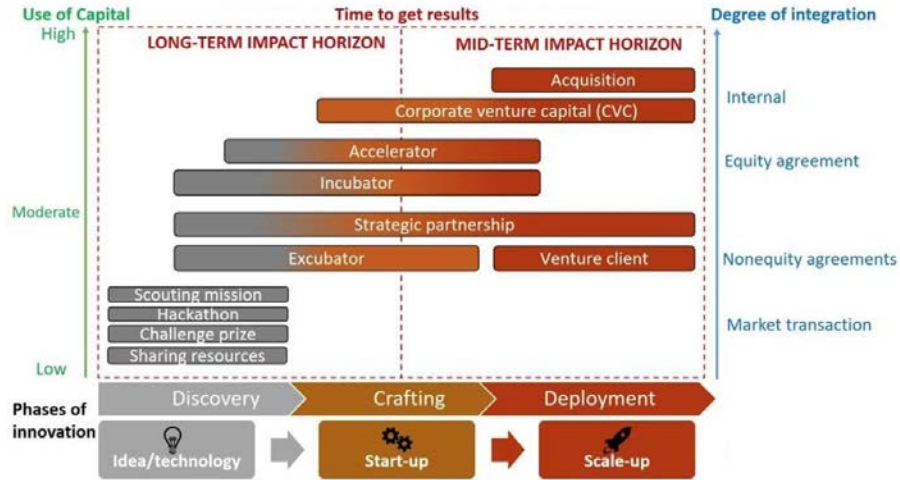 Use of Capital
Time to get results
Degree of integration
High
LONG-TERM IMPACT HORIZON
MID-TERM IMPACT HORIZON
Acquisition
Internal
Corporate venture capital (CVC)
Accelerator
Equity agreement
Incubator
Moderate
Strategic partnership
Excubator
Venture client
Nonequity agreements
Scouting mission
Hackathon
Market transaction
Challenge prize
Sharing resources
Low
Phases of
innovation
Discovery
Crafting
Deployment
Idea/technology
Start-up
Scale-up